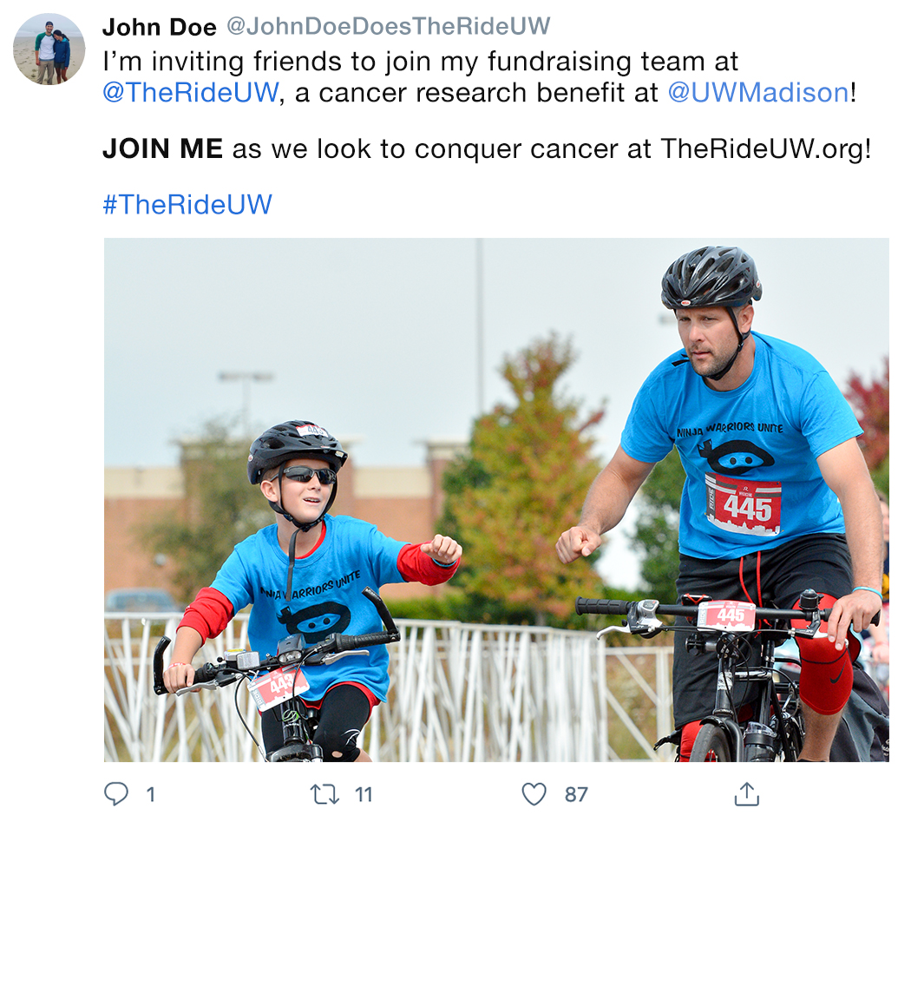 John Doe @JohnDoeDoesTheRideUW
I’m inviting friends to join my fundraising team at
@TheRideUW, a cancer research benefit at @UWMadison!
JOIN ME as we look to conquer cancer at TheRideUW.org!
#TheRideUW
NINJA WARRIORS UNITE
445
445
WARRIORS UNITE
443
1
11
87